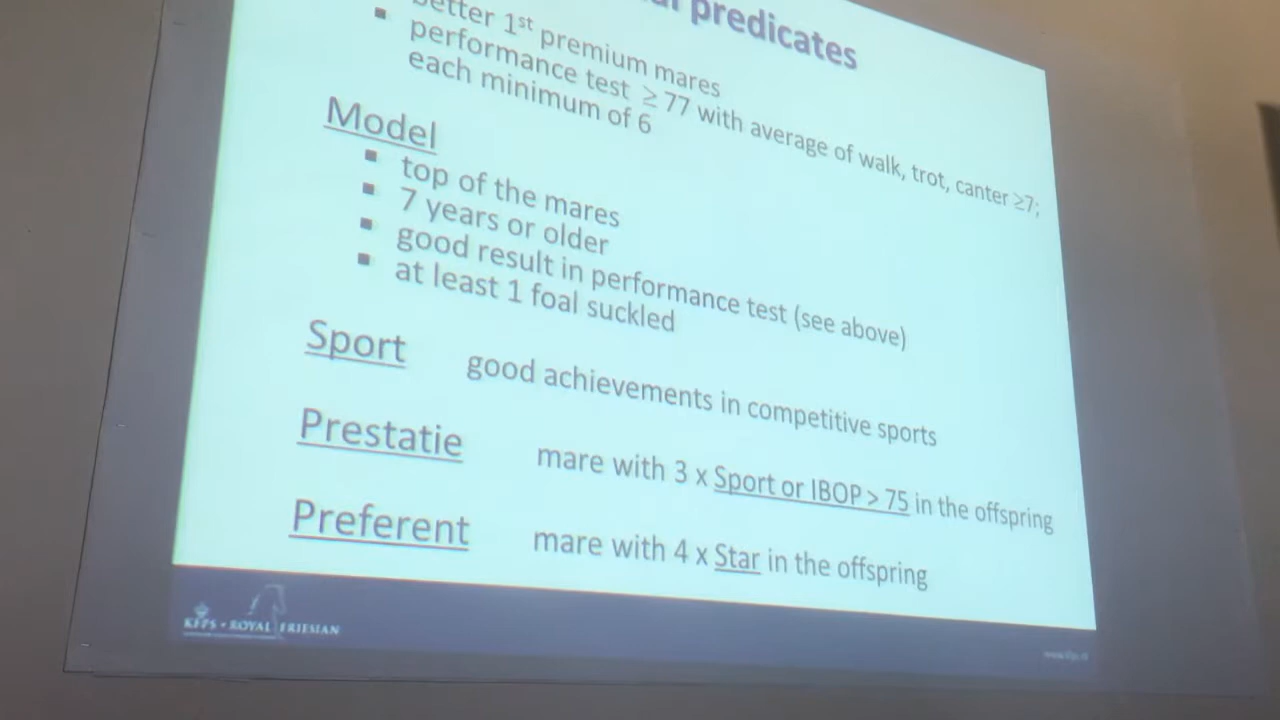 predicates
better 1st premium mares
▪ performance test ≥ 77 with average of walk, trot, canter ≥7;
each minimum of 6
Model
▪ top of the mares
▪ 7 years or older
▪ good result in performance test (see above)
▪ at least 1 foal suckled
Sport good achievements in competitive sports
Prestatie mare with 3 x Sport or IBOP > 75 in the offspring
Preferent mare with 4 x Star in the offspring
KFPS • ROYAL FRIESIAN